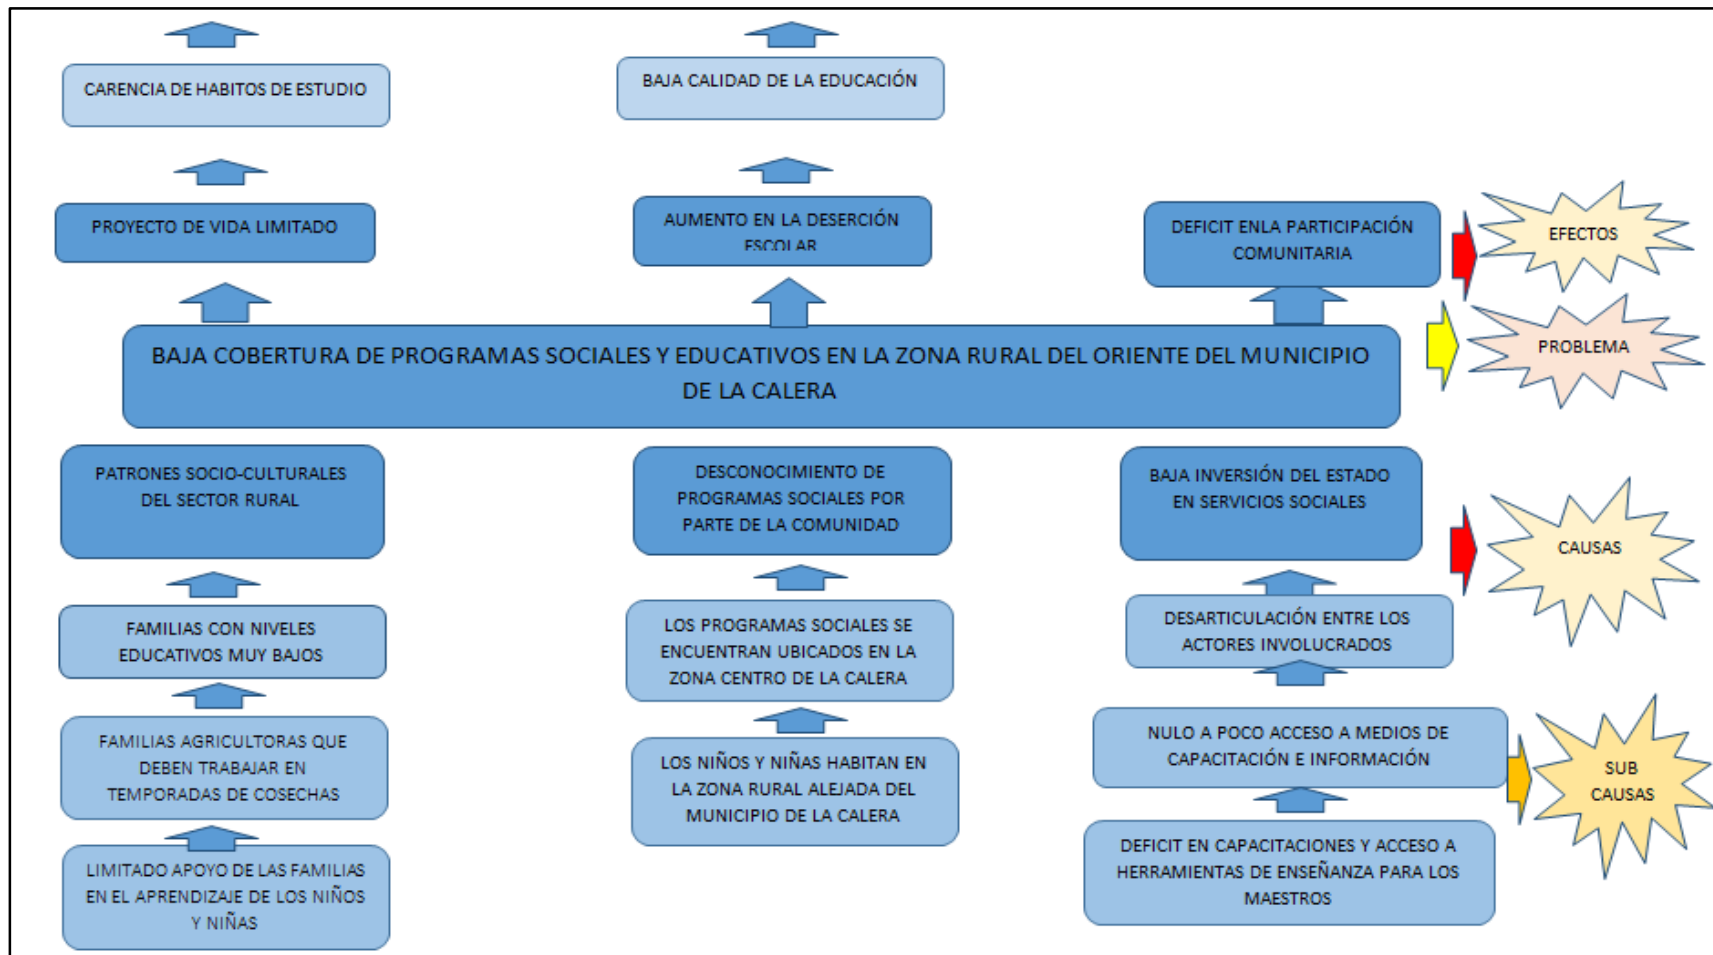 CARENCIA DE HABITOS DE ESTUDIO
BAJA CALIDAD DE LA EDUCACIÓN
PROYECTO DE VIDA LIMITADO
AUMENTO EN LA DESERCIÓN
ESCOLAR
DEFICIT ENLA PARTICIPACIÓN
COMUNITARIA
EFECTOS
BAJA COBERTURA DE PROGRAMAS SOCIALES Y EDUCATIVOS EN LA ZONA RURAL DEL ORIENTE DEL MUNICIPIO
DE LA CALERA
PROBLEMA
PATRONES SOCIO-CULTURALES
DEL SECTOR RURAL
DESCONOCIMIENTO DE
PROGRAMAS SOCIALES POR
PARTE DE LA COMUNIDAD
BAJA INVERSIÓN DEL ESTADO
EN SERVICIOS SOCIALES
CAUSAS
FAMILIAS CON NIVELES
EDUCATIVOS MUY BAJOS
LOS PROGRAMAS SOCIALES SE
ENCUENTRAN UBICADOS EN LA
ZONA CENTRO DE LA CALERA
DESARTICULACIÓN ENTRE LOS
ACTORES INVOLUCRADOS
FAMILIAS AGRICULTORAS QUE
DEBEN TRABAJAR EN
TEMPORADAS DE COSECHAS
LOS NIÑOS Y NIÑAS HABITAN EN
LA ZONA RURAL ALEJADA DEL
MUNICIPIO DE LA CALERA
NULO A POCO ACCESO A MEDIOS DE
CAPACITACIÓN E INFORMACIÓN
SUB
CAUSAS
LIMITADO APOYO DE LAS FAMILIAS
EN EL APRENDIZAJE DE LOS NIÑOS
Y NIÑAS
DEFICIT EN CAPACITACIONES Y ACCESO A
HERRAMIENTAS DE ENSEÑANZA PARA LOS
MAESTROS